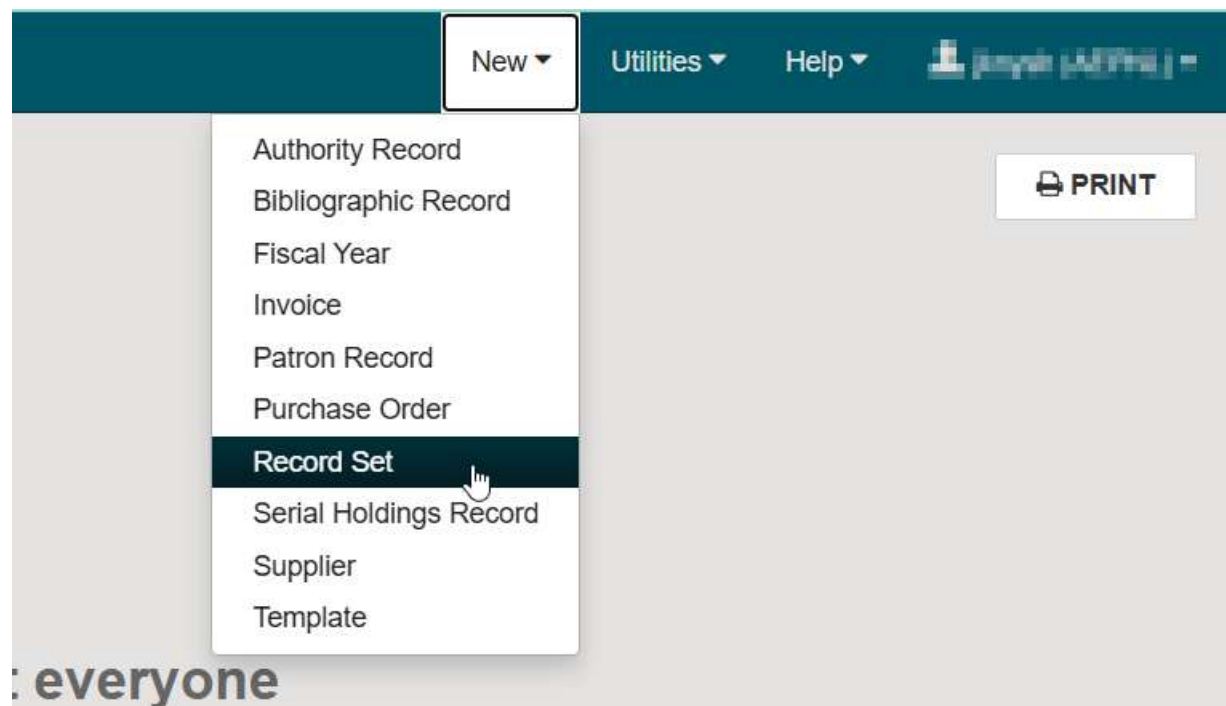 New Utilities Help
Authority Record
Bibliographic Record
PRINT
Fiscal Year
Invoice
Patron Record
Purchase Order
Record Set
Serial Holdings Record
Supplier
Template
everyone